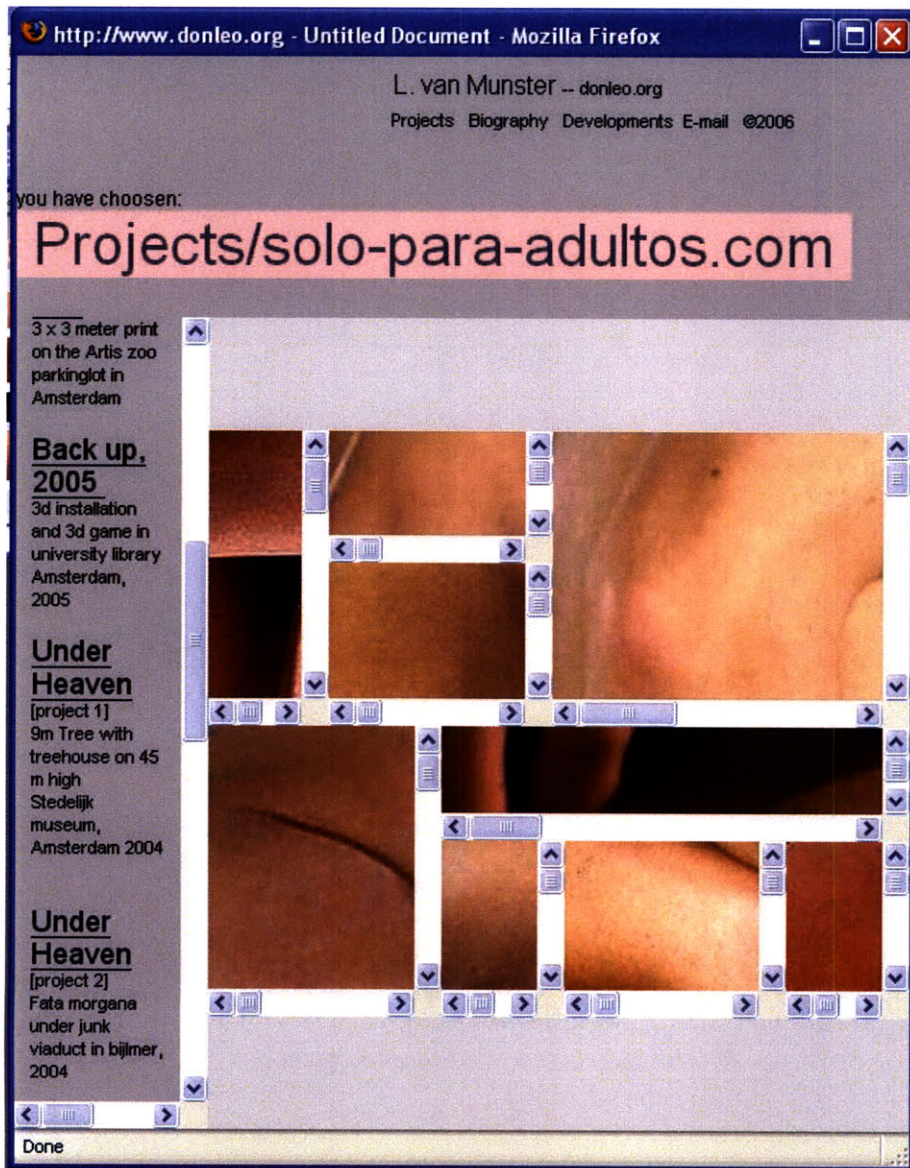 http://www.donleo.org - Untitled Document - Mozilla Firefox
L. van Munster -- donleo.org
Projects Biography Developments E-mail ©2006
you have choosen:
Projects/solo-para-adultos.com
3 x 3 meter print
on the Artis zoo
parkinglot in
Amsterdam
Back up,
2005
3d installation
and 3d game in
university library
Amsterdam,
2005
Under
Heaven
[project 1]
9m Tree with
treehouse on 45
m high
Stedelijk
museum,
Amsterdam 2004
Under
Heaven
[project 2]
Fata morgana
under junk
viaduct in bijlmer,
2004
Done